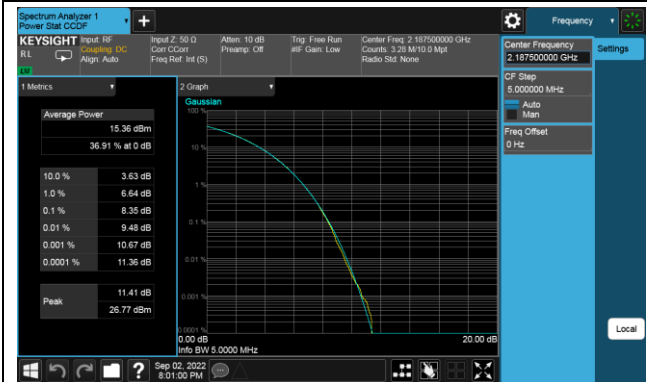 Spectrum Analyzer 1
Power Stat CCDF
Frequency
KEYSIGHT
RL
Input: RF
Coupling: DC
Align: Auto
Input Z: 50 Ω
Corr CCorr
Freq Ref: Int (S)
Atten: 10 dB
Preamp: Off
Trig: Free Run
#IF Gain: Low
Center Freq: 2.187500000 GHz
Counts: 3.28 M/10.0 Mpt
Radio Std: None
Center Frequency
2.187500000 GHz
Settings
CF Step
5.000000 MHz
Auto
Man
Freq Offset
0 Hz
1 Metrics
Average Power
15.36 dBm
36.91 % at 0 dB
10.0 % 3.63 dB
1.0 % 6.64 dB
0.1 % 8.35 dB
0.01 % 9.48 dB
0.001 % 10.67 dB
0.0001 % 11.36 dB
Peak
11.41 dB
26.77 dBm
2 Graph
Gaussian
100 %
10 %
1 %
0.1 %
0.01 %
0.001 %
0.0001 %
0.00 dB 20.00 dB
Info BW 5.0000 MHz
Local
?
Sep 02, 2022
8:01:00 PM